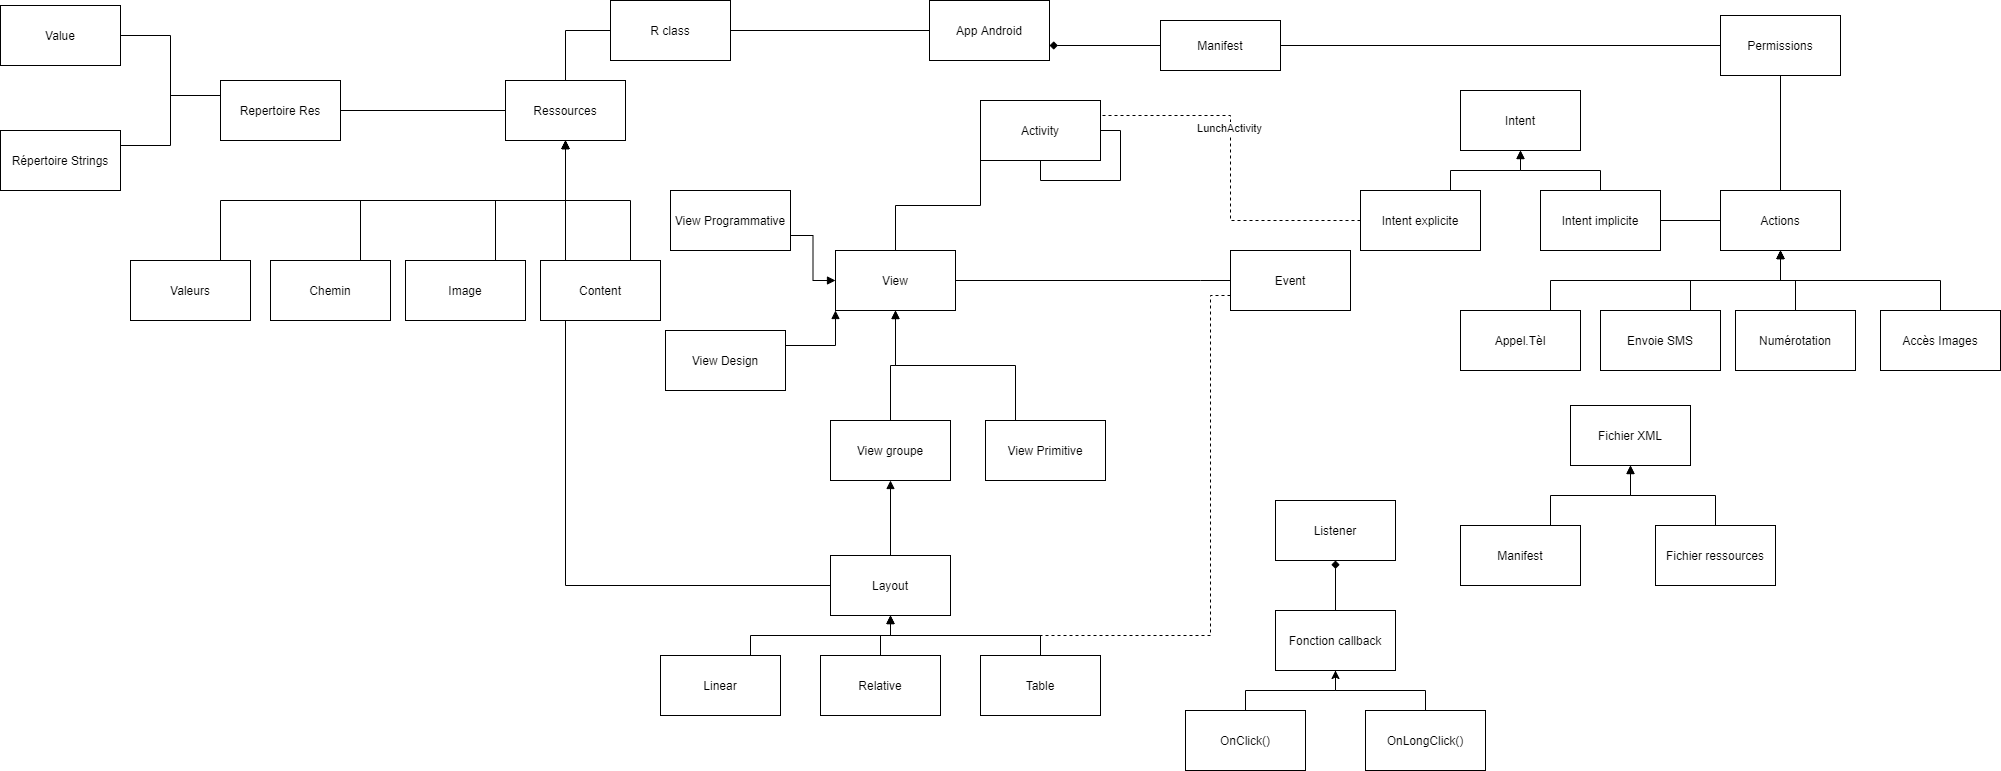 Value
R class
App Android
Manifest
Permissions
Repertoire Res
Ressources
Activity
LunchActivity
Intent
Répertoire Strings
View Programmative
Intent explicite
Intent implicite
Actions
Valeurs
Chemin
Image
Content
View
Event
View Design
Appel.Tèl
Envoie SMS
Numérotation
Accès Images
View groupe
View Primitive
Fichier XML
Listener
Manifest
Fichier ressources
Layout
Fonction callback
Linear
Relative
Table
OnClick()
OnLongClick()